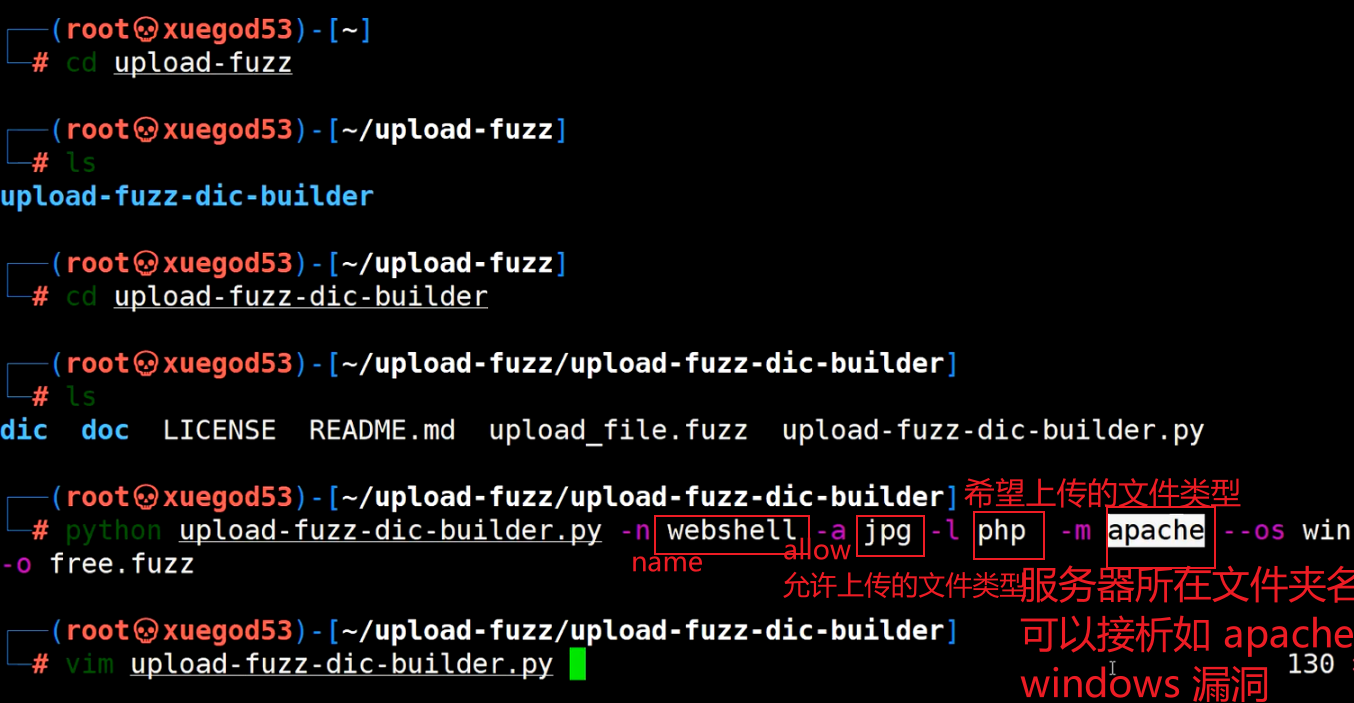 (root💀xuegod53)-[~]
# cd upload-fuzz
(root💀xuegod53)-[~/upload-fuzz]
# ls
upload-fuzz-dic-builder
(root💀xuegod53)-[~/upload-fuzz]
# cd upload-fuzz-dic-builder
(root💀xuegod53)-[~/upload-fuzz/upload-fuzz-dic-builder]
# ls
dic doc LICENSE README.md upload_file.fuzz upload-fuzz-dic-builder.py
(root💀xuegod53)-[~/upload-fuzz/upload-fuzz-dic-builder]
希望上传的文件类型
# python upload-fuzz-dic-builder.py -n webshell -a jpg -l php -m apache --os win
-o free.fuzz
name
allow
允许上传的文件类型
服务器所在文件夹名
可以接析如 apache
windows 漏洞
(root💀xuegod53)-[~/upload-fuzz/upload-fuzz-dic-builder]
# vim upload-fuzz-dic-builder.py
130